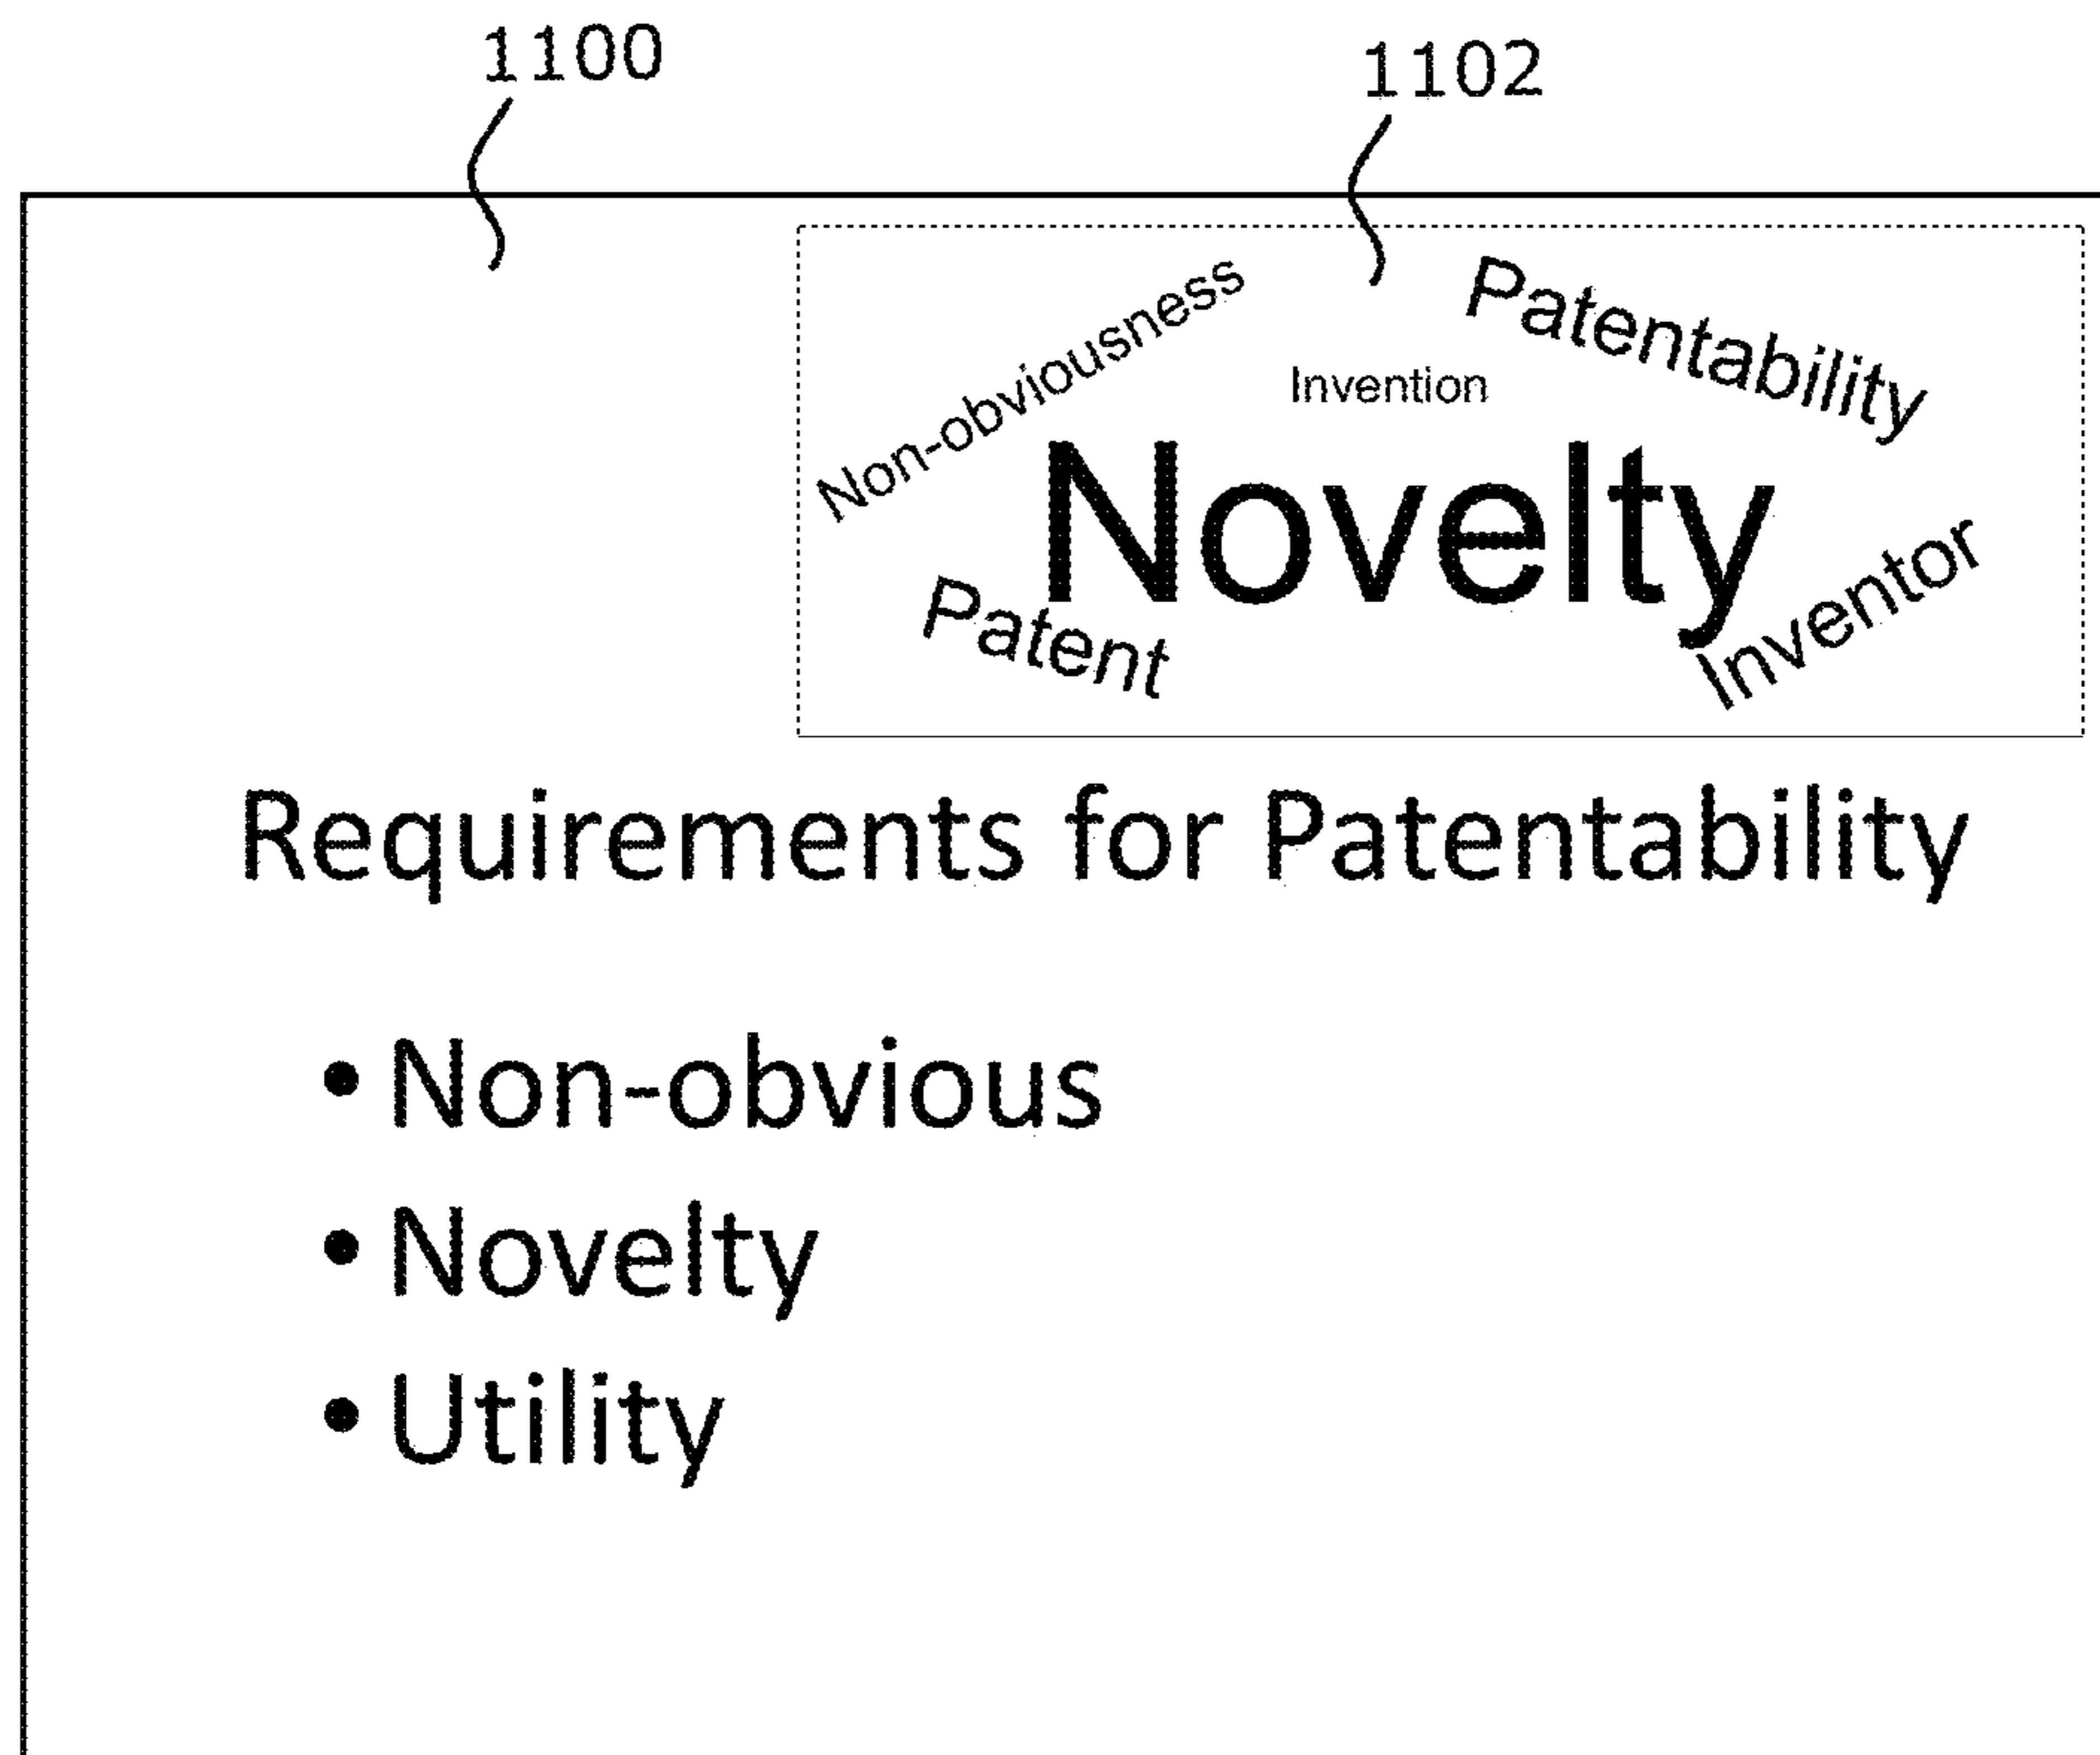 1100
1102
Non-obviousness
Patentability
Invention
Novelty
Patent
Inventor
Requirements for Patentability
• Non-obvious
• Novelty
• Utility